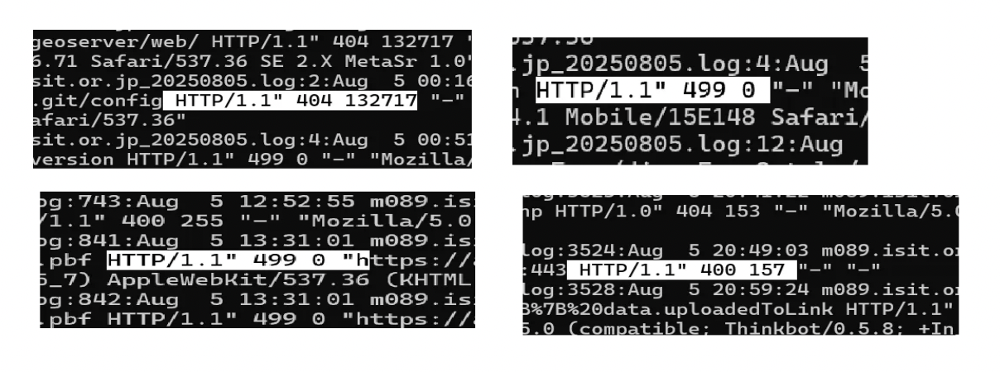 geoserver/web/ HTTP/1.1" 404 132717 "
6.71 Safari/537.36 SE 2.X MetaSr 1.0"
sit.or.jp_20250805.log:2:Aug  5 00:16
.git/config HTTP/1.1" 404 132717 "-"
afari/537.36"
sit.or.jp_20250805.log:4:Aug  5 00:51
version HTTP/1.1" 499 0 "-" "Mozilla/
537.36
.jp_20250805.log:4:Aug  5
n HTTP/1.1" 499 0 "-" "Mo
4.1 Mobile/15E148 Safari/
.jp_20250805.log:12:Aug
og:743:Aug  5 12:52:55 m089.isi
/1.1" 400 255 "-" "Mozilla/5.0
og:841:Aug  5 13:31:01 m089.is
.pbf HTTP/1.1" 499 0 "https://
5_7) AppleWebKit/537.36 (KHTML
og:842:Aug  5 13:31:01 m089.is
.pbf HTTP/1.1" 499 0 "https://
hp HTTP/1.0" 404 153 "-" "Mozilla/5.0
log:3524:Aug  5 20:49:03 m089.isit.or
:443 HTTP/1.1" 400 157 "-" "-"
log:3528:Aug  5 20:59:24 m089.isit.or
B%7B%20data.uploadedToLink HTTP/1.1"
5.0 (compatible; Thinkbot/0.5.8; +In